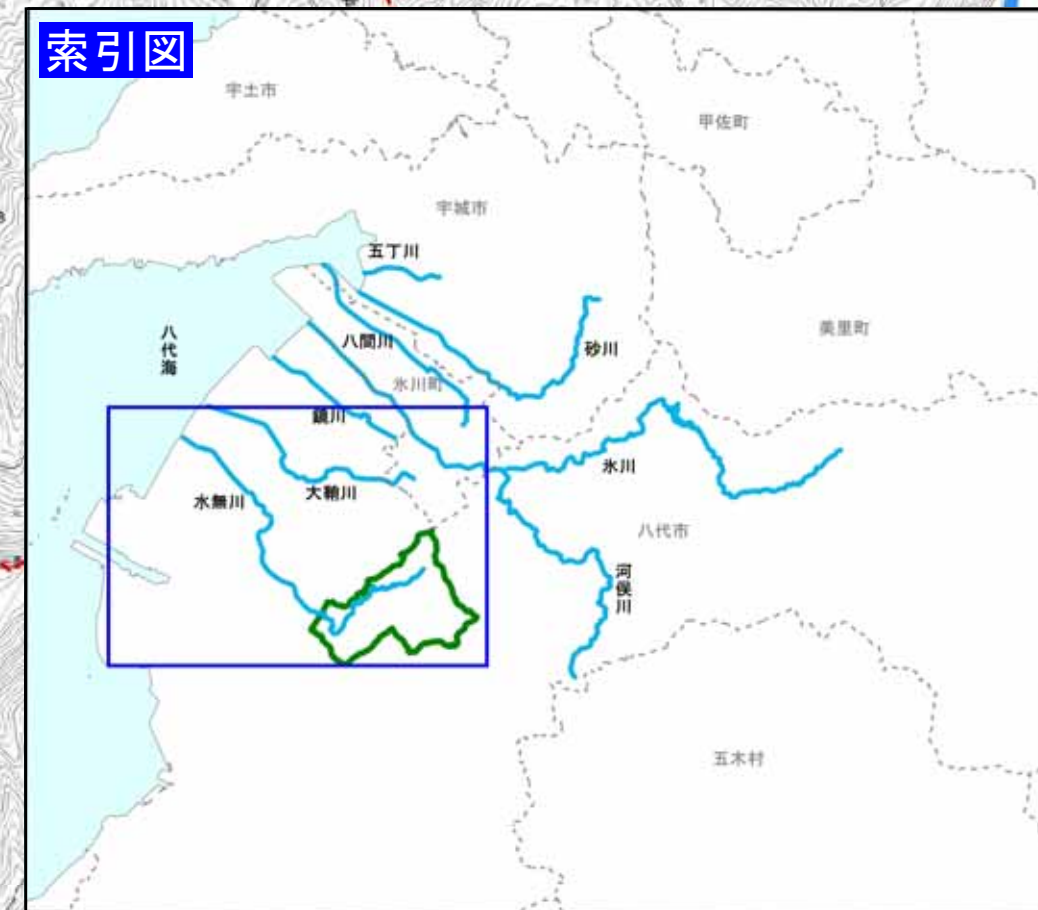 索引図
宇土市
甲佐町
宇城市
五丁川
八代海
八間川
砂川
美里町
氷川町
鏡川
氷川
水無川
大鞘川
八代市
河俣川
五木村